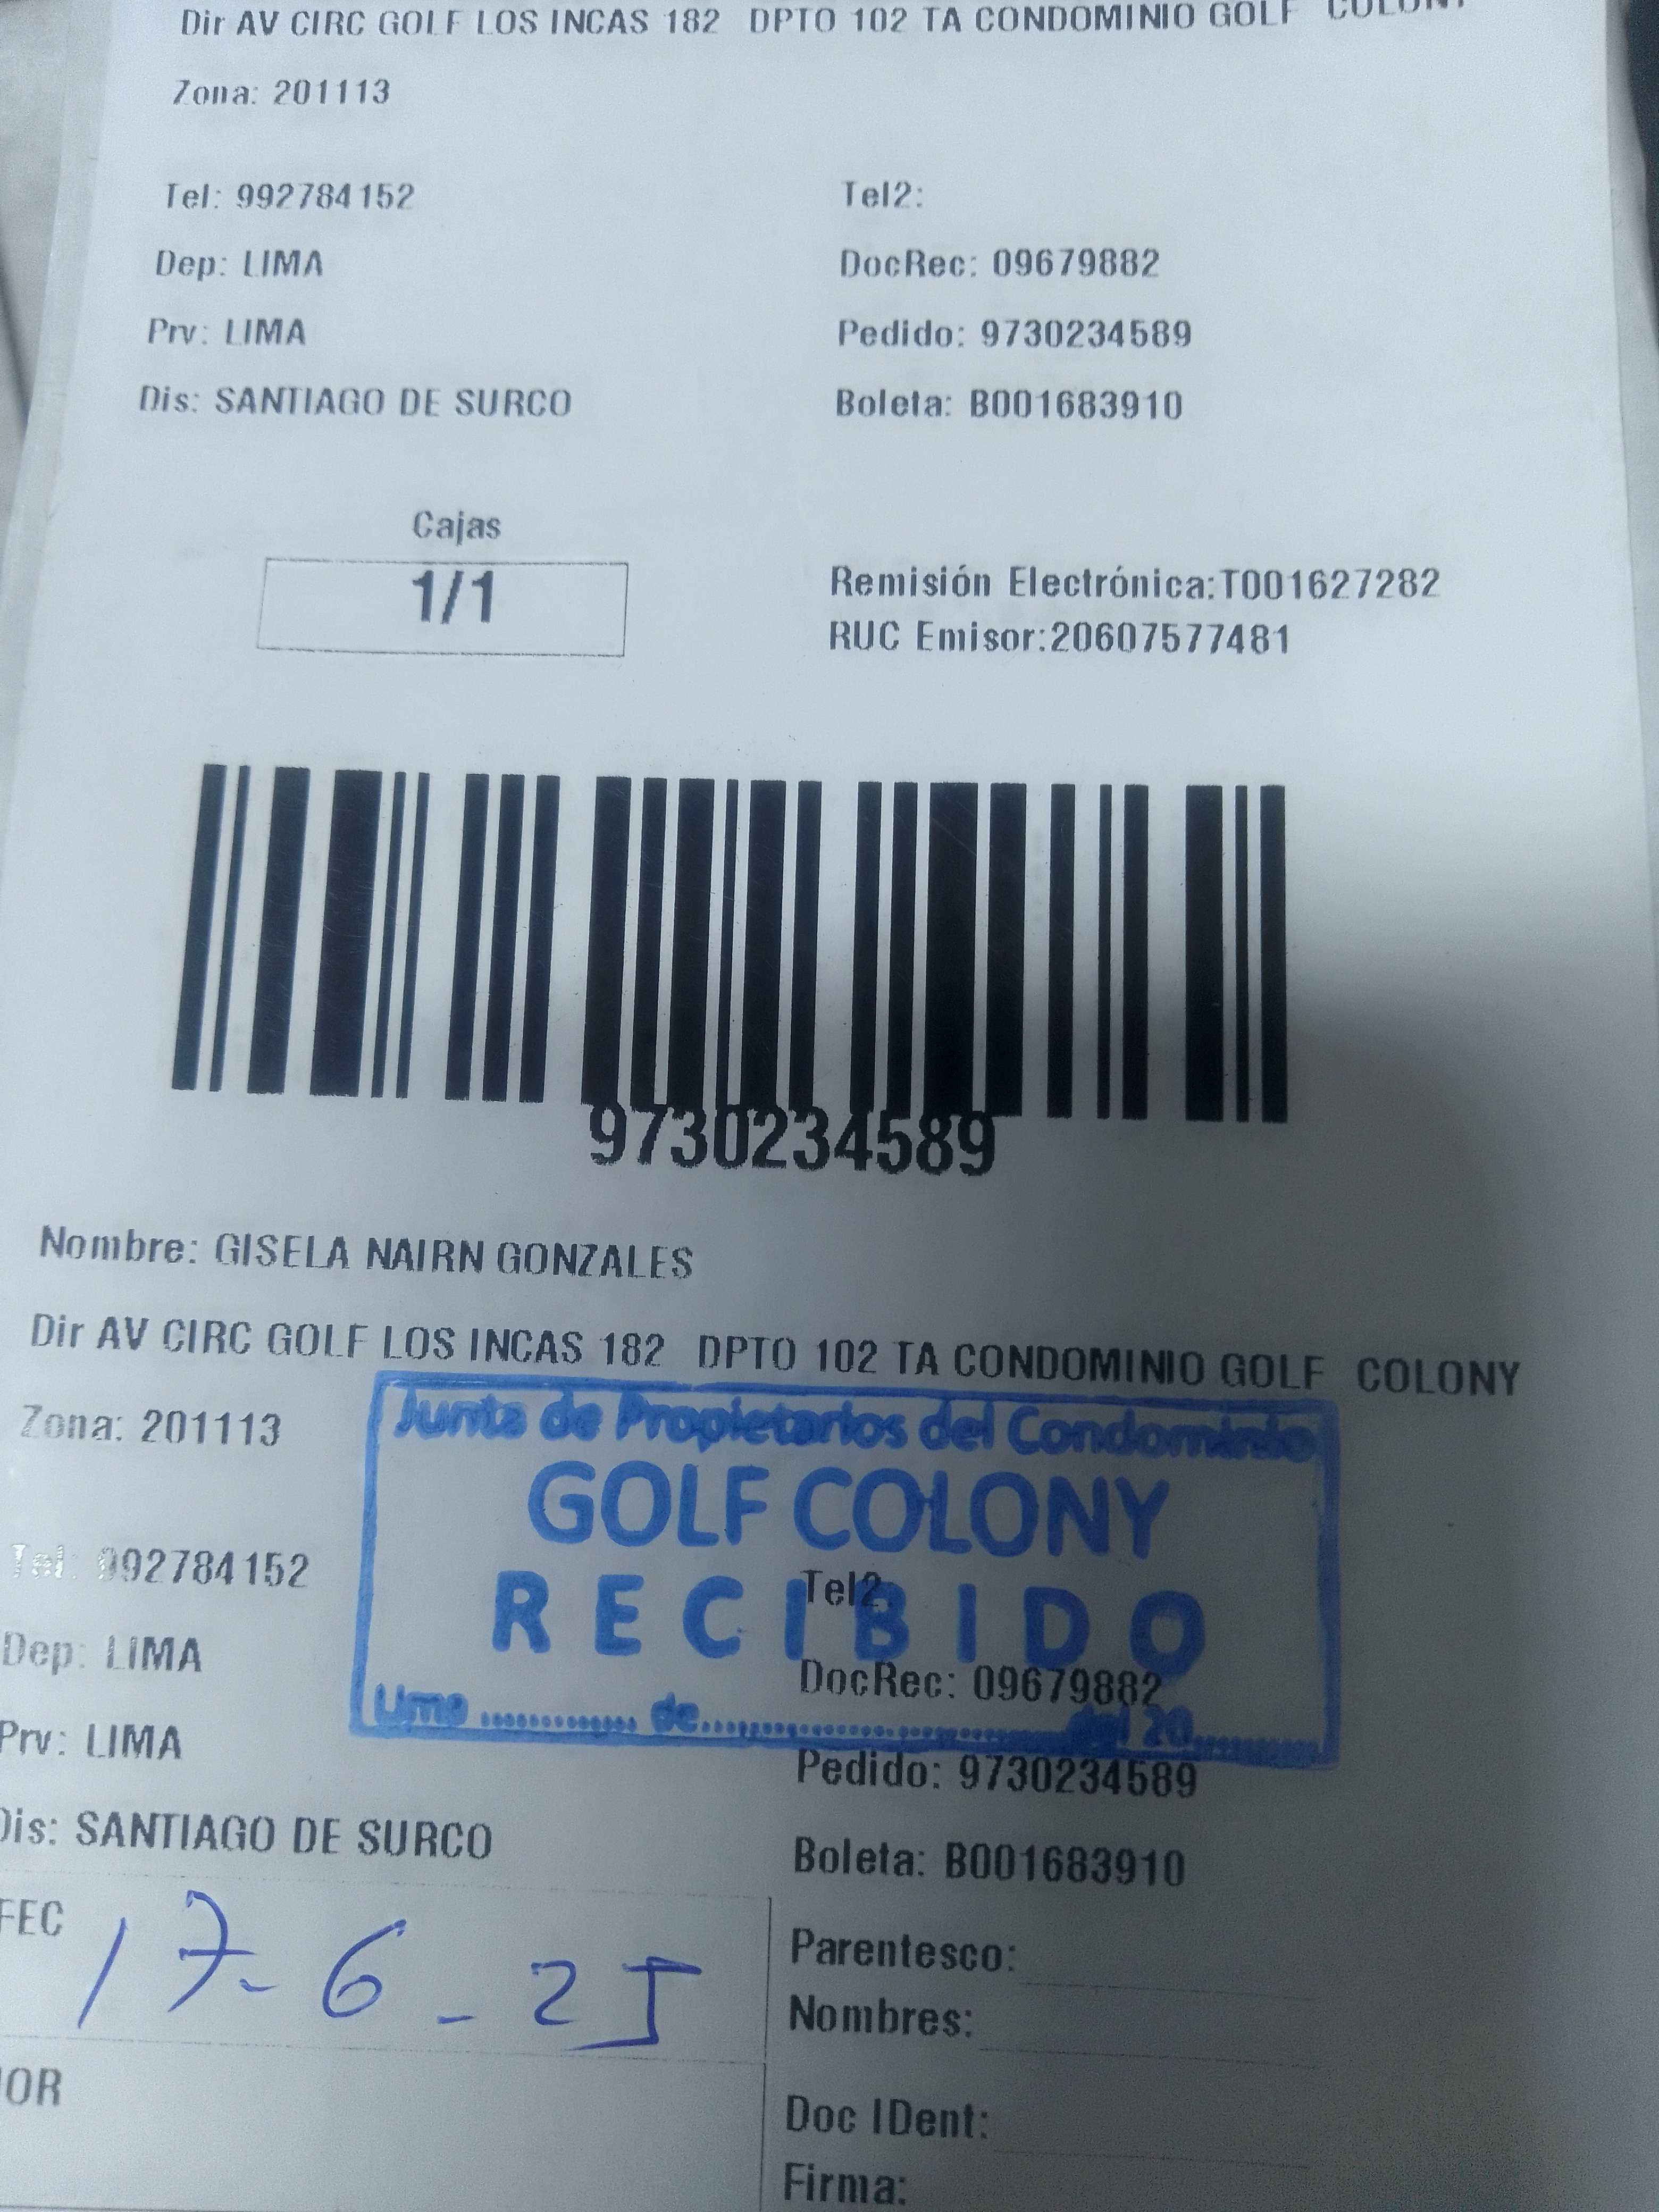 Dir AV CIRC GOLF LOS INCAS 182 DPTO 102 TA CONDOMINIO GOLF COLONY
Zona: 201113
Tel: 992784152 Tel2:
Dep: LIMA DocRec: 09679882
Prv: LIMA Pedido: 9730234589
Dis: SANTIAGO DE SURCO Boleta: B001683910
Cajas
1/1
Remisión Electrónica:T001627282
RUC Emisor:20607577481
9730234589
Nombre: GISELA NAIRN GONZALES
Dir AV CIRC GOLF LOS INCAS 182 DPTO 102 TA CONDOMINIO GOLF COLONY
Junta de Propietarios del Condominio
Zona: 201113
GOLF COLONY
Tel: 992784152 Tel2:
RECIBIDO
Dep: LIMA DocRec: 09679882
Lima ............. de.............................. del 20............
Prv: LIMA Pedido: 9730234589
Dis: SANTIAGO DE SURCO Boleta: B001683910
FEC 17-6-25
Parentesco:
Nombres:
OR
Doc IDent:
Firma: